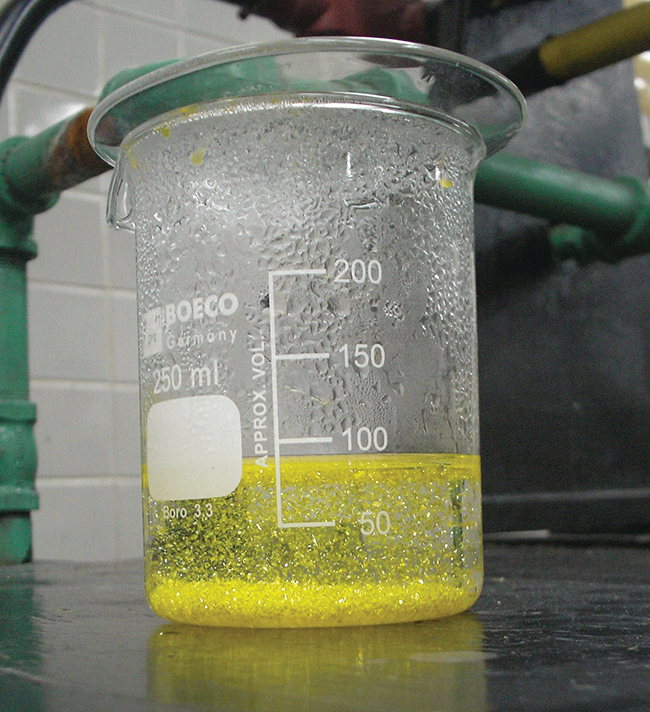 BOECO
Germany
250 ml
Boro 3.3
APPROX VOL.
200
150
100
50